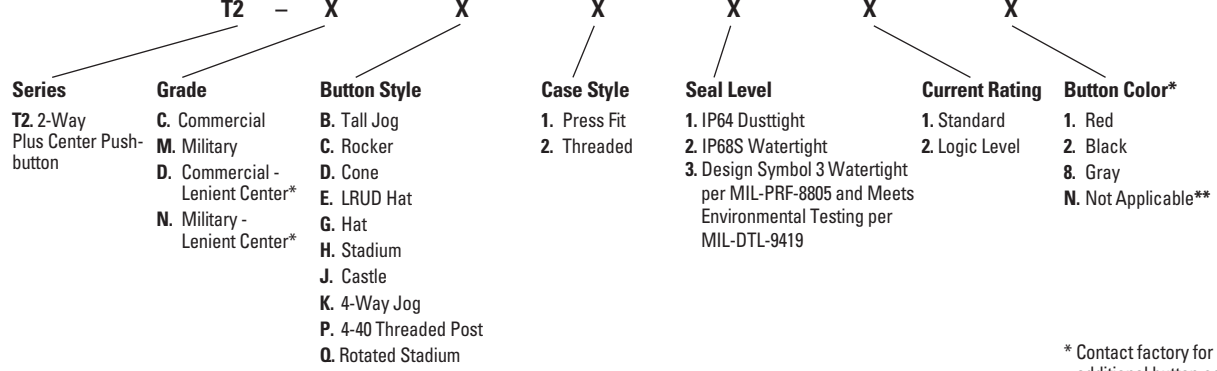 T2 – X X X X X X
Series
T2. 2-Way
Plus Center Push-
button
Grade
C. Commercial
M. Military
D. Commercial -
Lenient Center*
N. Military -
Lenient Center*
Button Style
B. Tall Jog
C. Rocker
D. Cone
E. LRUD Hat
G. Hat
H. Stadium
J. Castle
K. 4-Way Jog
P. 4-40 Threaded Post
Q. Rotated Stadium
Case Style
1. Press Fit
2. Threaded
Seal Level
1. IP64 Dusttight
2. IP68S Watertight
3. Design Symbol 3 Watertight
per MIL-PRF-8805 and Meets
Environmental Testing per
MIL-DTL-9419
Current Rating
1. Standard
2. Logic Level
Button Color*
1. Red
2. Black
8. Gray
N. Not Applicable**
* Contact factory for